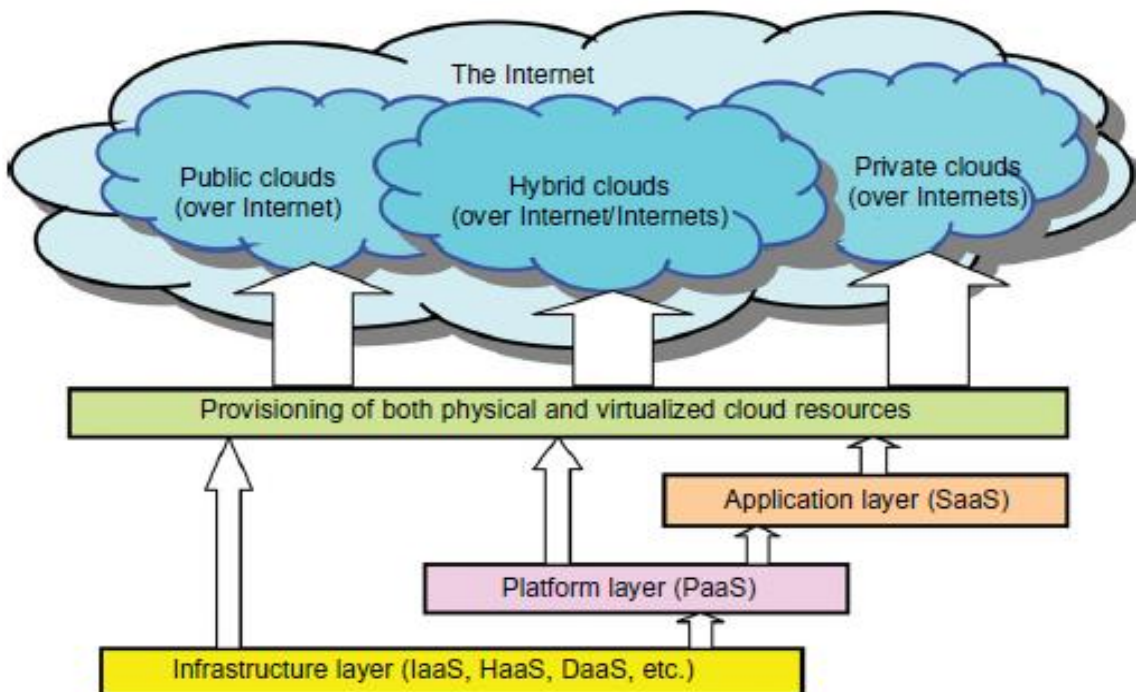 The Internet
Public clouds
(over Internet)
Hybrid clouds
(over Internet/Internets)
Private clouds
(over Internets)
Provisioning of both physical and virtualized cloud resources
Application layer (SaaS)
Platform layer (PaaS)
Infrastructure layer (IaaS, HaaS, DaaS, etc.)